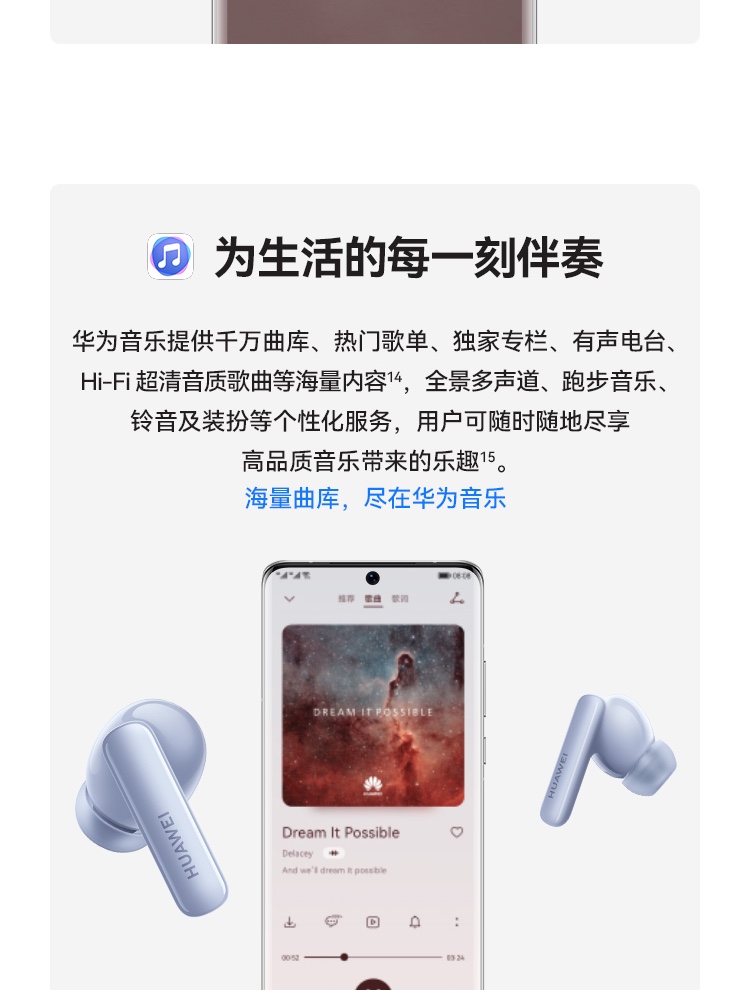 为生活的每一刻伴奏
华为音乐提供千万曲库、热门歌单、独家专栏、有声电台、
Hi-Fi 超清音质歌曲等海量内容14，全景多声道、跑步音乐、
铃音及装扮等个性化服务，用户可随时随地尽享
高品质音乐带来的乐趣15。
海量曲库，尽在华为音乐
08:08
推荐 歌曲 歌词
DREAM IT POSSIBLE
HUAWEI
Dream It Possible
Delacey
And we'll dream it possible
00:52 03:24
HUAWEI
HUAWEI